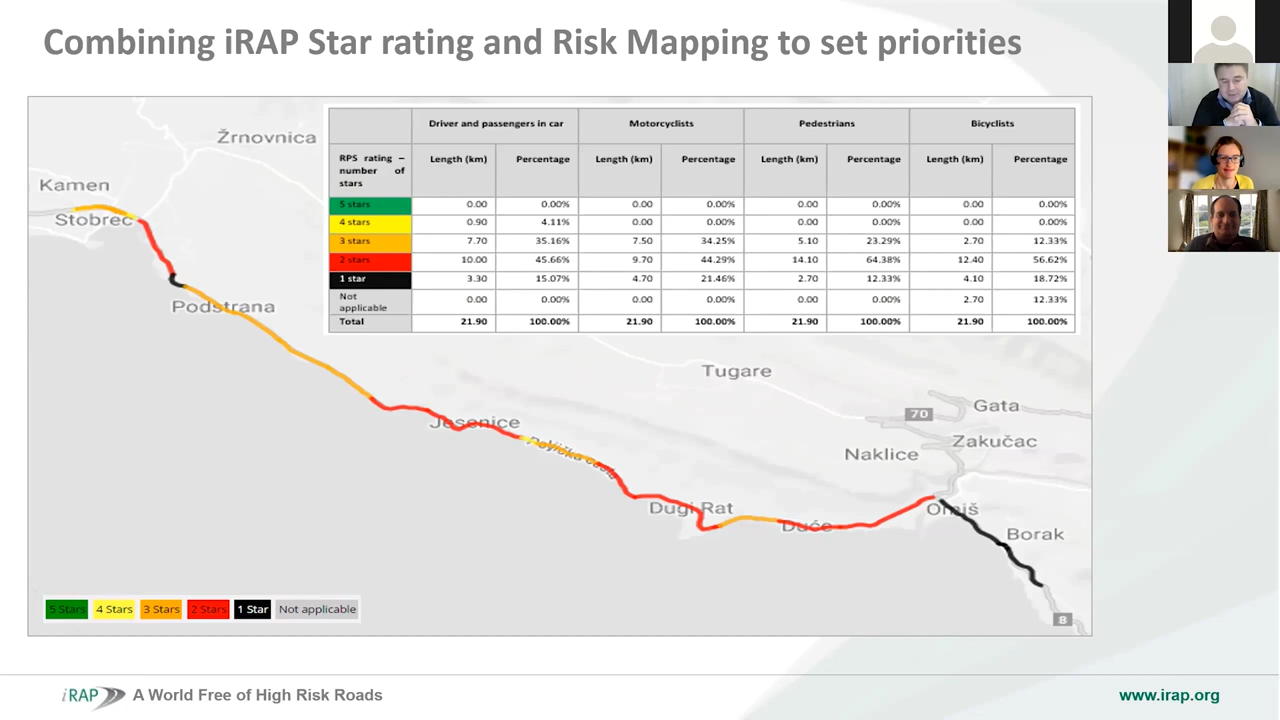 Combining iRAP Star rating and Risk Mapping to set priorities
Driver and passengers in car Motorcyclists Pedestrians Bicyclists
RPS rating – number of stars Length (km) Percentage Length (km) Percentage Length (km) Percentage Length (km) Percentage
5 stars 0.00 0.00% 0.00 0.00% 0.00 0.00% 0.00 0.00%
4 stars 0.90 4.11% 0.00 0.00% 0.00 0.00% 0.00 0.00%
3 stars 7.70 35.16% 7.50 34.25% 5.10 23.29% 2.70 12.33%
2 stars 10.00 45.66% 9.70 44.29% 14.10 64.38% 12.40 56.62%
1 star 3.30 15.07% 4.70 21.46% 2.70 12.33% 4.10 18.72%
Not applicable 0.00 0.00% 0.00 0.00% 0.00 0.00% 2.70 12.33%
Total 21.90 100.00% 21.90 100.00% 21.90 100.00% 21.90 100.00%
Žrnovnica
Kamen
Stobrec
Podstrana
Tugare
70
Gata
Jesenice
Zakučac
Poljička cesta
Naklice
Dugi Rat
Omiš
Duće
Borak
5 Stars 4 Stars 3 Stars 2 Stars 1 Star Not applicable
8
iRAP A World Free of High Risk Roads
www.irap.org